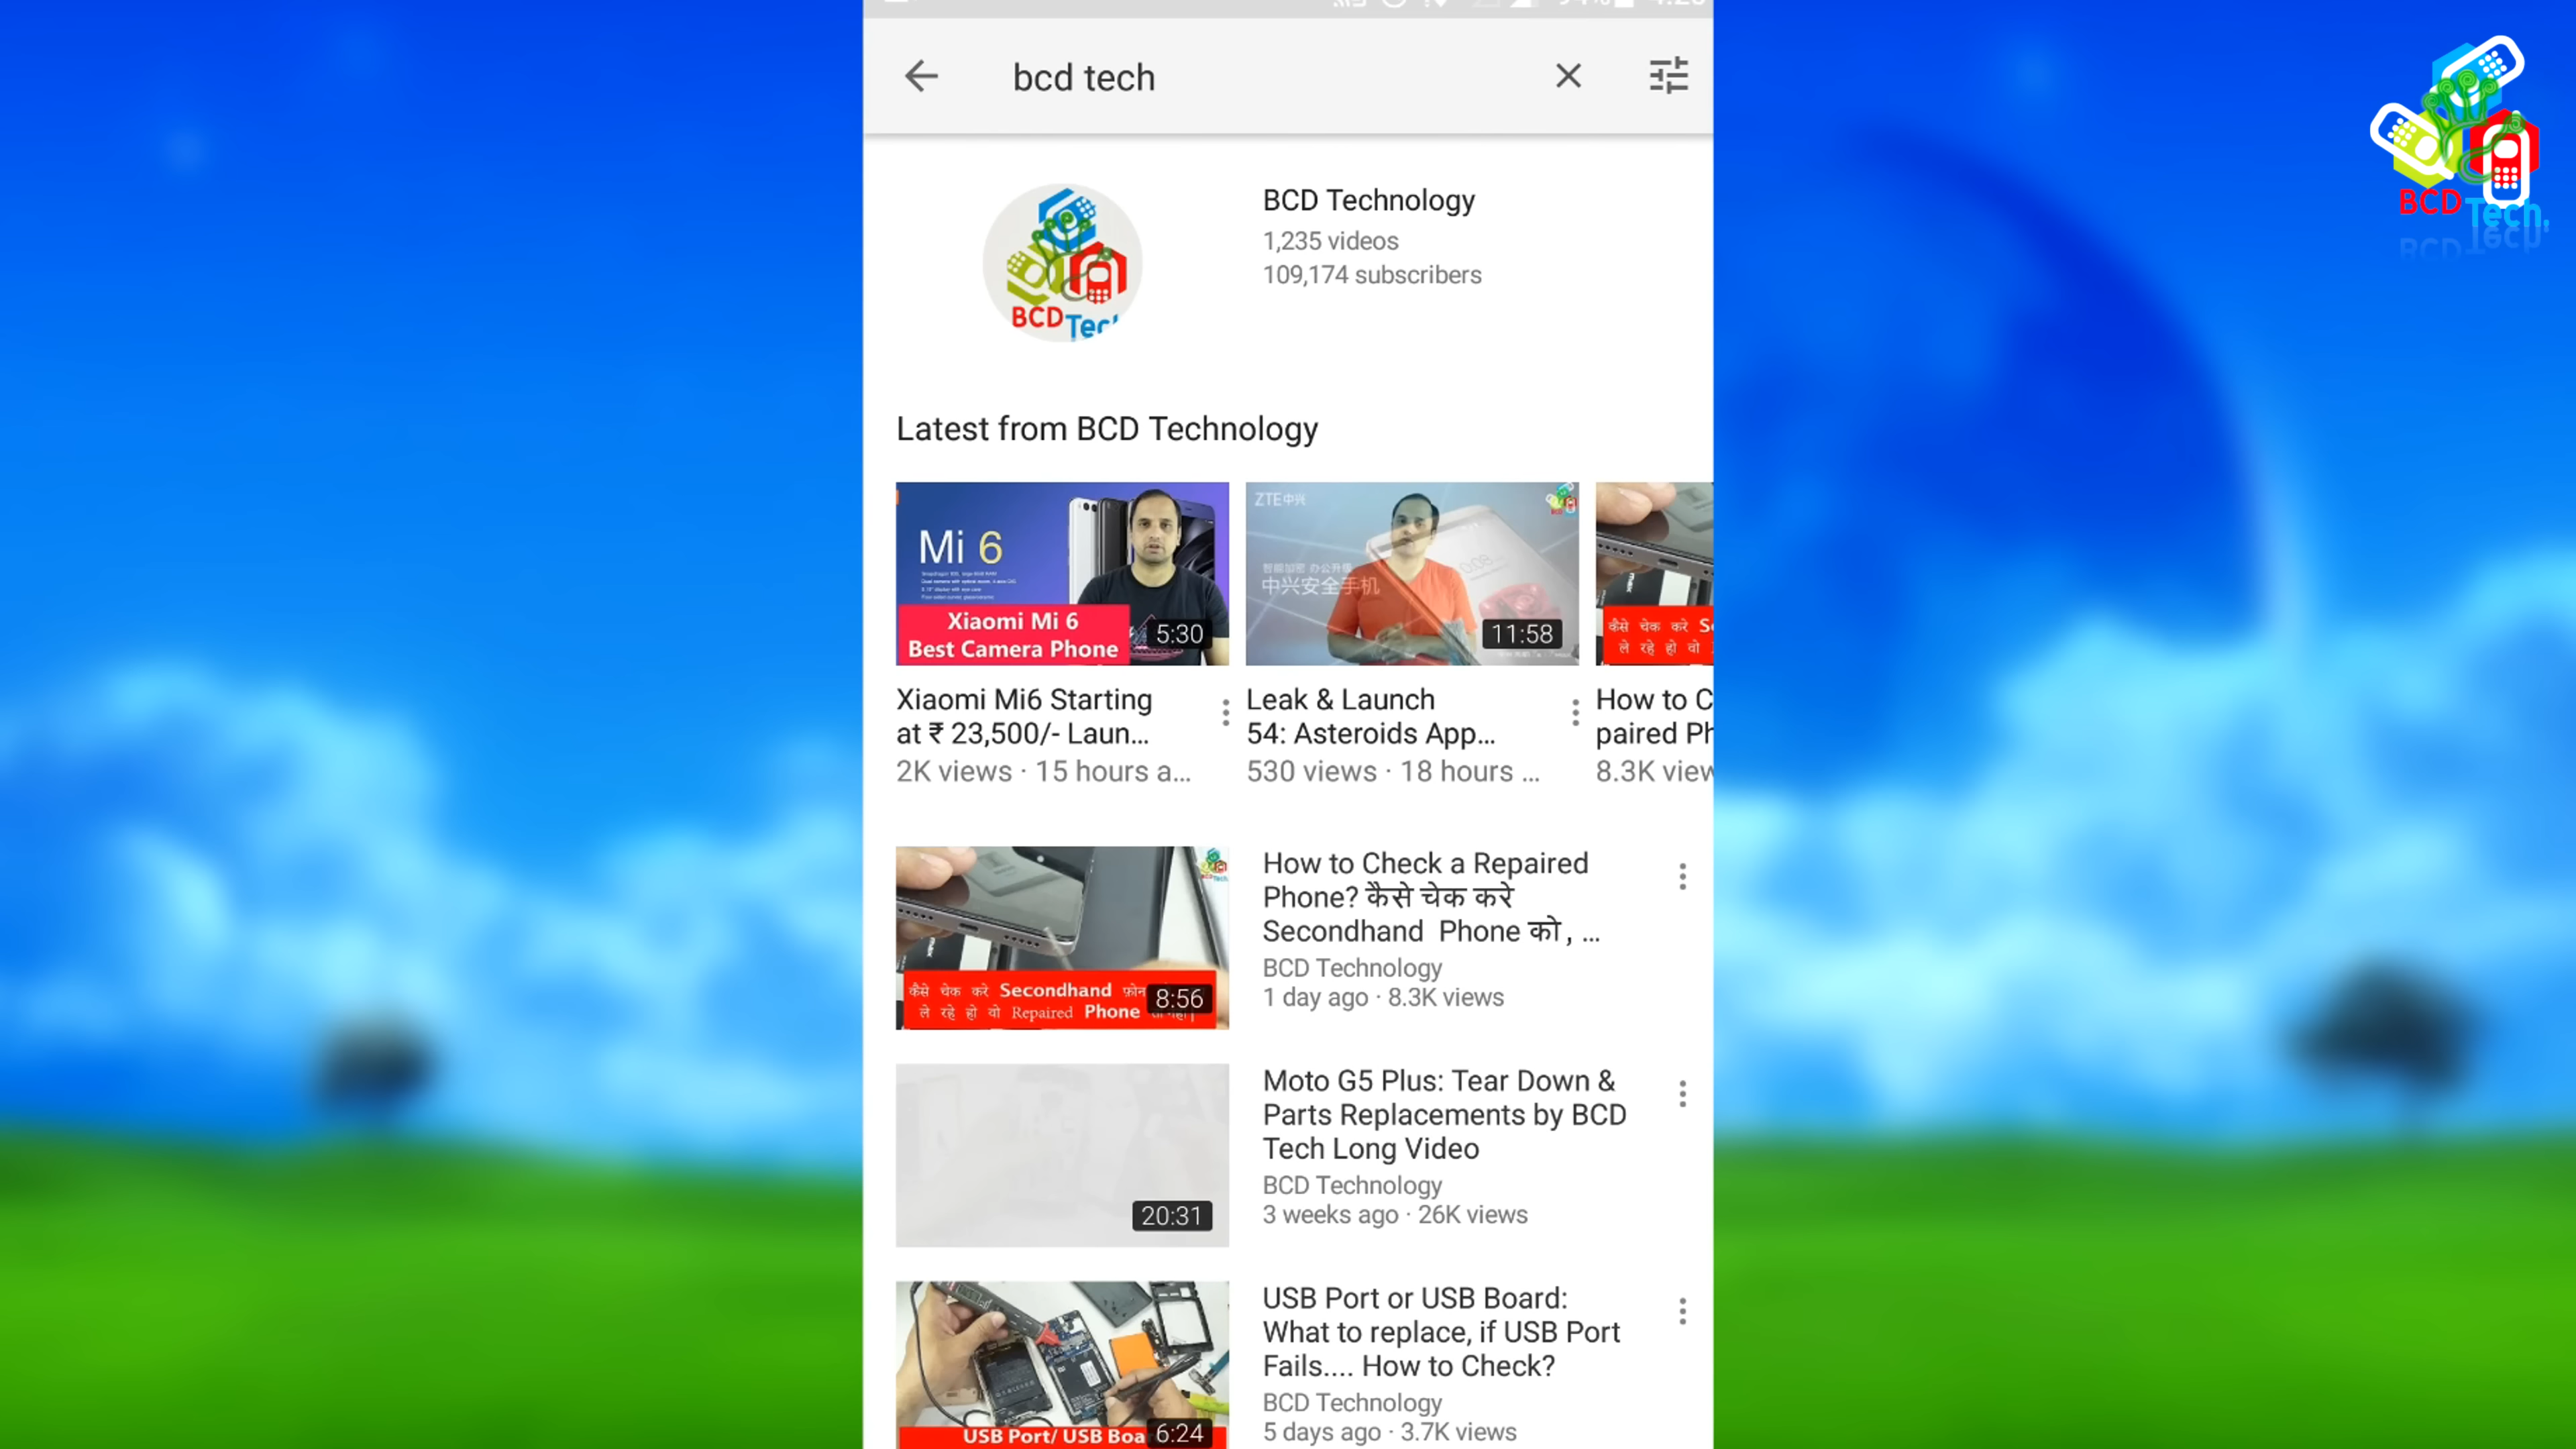 94%
bcd tech
BCD Tech.
BCD Technology
1,235 videos
109,174 subscribers
BCD Tech
Latest from BCD Technology
Mi 6
Xiaomi Mi 6
Best Camera Phone
5:30
ZTE中兴
中兴安全手机
11:58
कैसे चेक करे
ले रहे हो वो
Xiaomi Mi6 Starting
at ₹ 23,500/- Laun...
2K views · 15 hours a...
Leak & Launch
54: Asteroids App...
530 views · 18 hours ...
How to C
paired Ph
8.3K view
कैसे चेक करे Secondhand फ़ोन
ले रहे हो वो Repaired Phone
8:56
How to Check a Repaired
Phone? कैसे चेक करे
Secondhand Phone को , ...
BCD Technology
1 day ago · 8.3K views
20:31
Moto G5 Plus: Tear Down &
Parts Replacements by BCD
Tech Long Video
BCD Technology
3 weeks ago · 26K views
USB Port/ USB Boa
6:24
USB Port or USB Board:
What to replace, if USB Port
Fails.... How to Check?
BCD Technology
5 days ago · 3.7K views